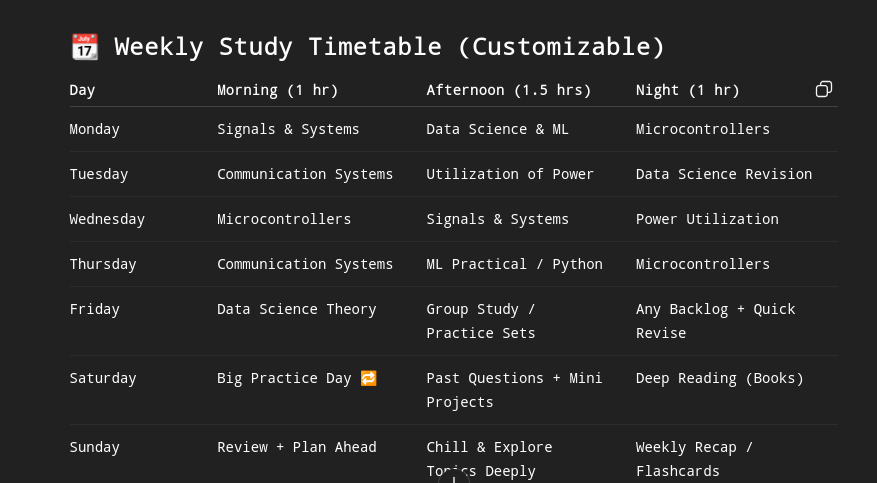 📅 Weekly Study Timetable (Customizable)
Day Morning (1 hr) Afternoon (1.5 hrs) Night (1 hr)
Monday Signals & Systems Data Science & ML Microcontrollers
Tuesday Communication Systems Utilization of Power Data Science Revision
Wednesday Microcontrollers Signals & Systems Power Utilization
Thursday Communication Systems ML Practical / Python Microcontrollers
Friday Data Science Theory Group Study / Any Backlog + Quick
Practice Sets Revise
Saturday Big Practice Day 🔁 Past Questions + Mini Deep Reading (Books)
Projects
Sunday Review + Plan Ahead Chill & Explore Weekly Recap /
Topics Deeply Flashcards